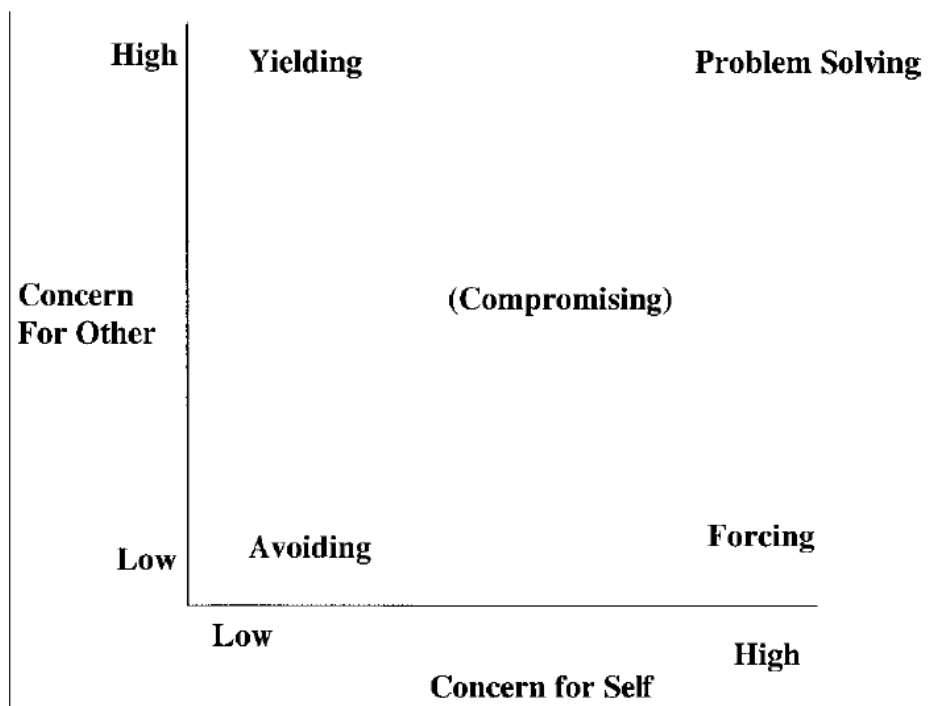 High
Yielding
Problem Solving
Concern
For Other
(Compromising)
Low
Avoiding
Forcing
Low
High
Concern for Self